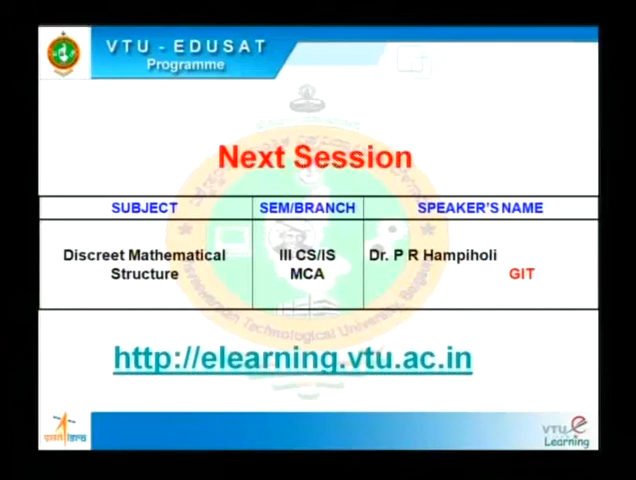 VTU - EDUSAT
Programme
Next Session
SUBJECT SEM/BRANCH SPEAKER'S NAME
Discreet Mathematical III CS/IS Dr. P R Hampiholi
Structure MCA GIT
http://elearning.vtu.ac.in
VTU e
Learning